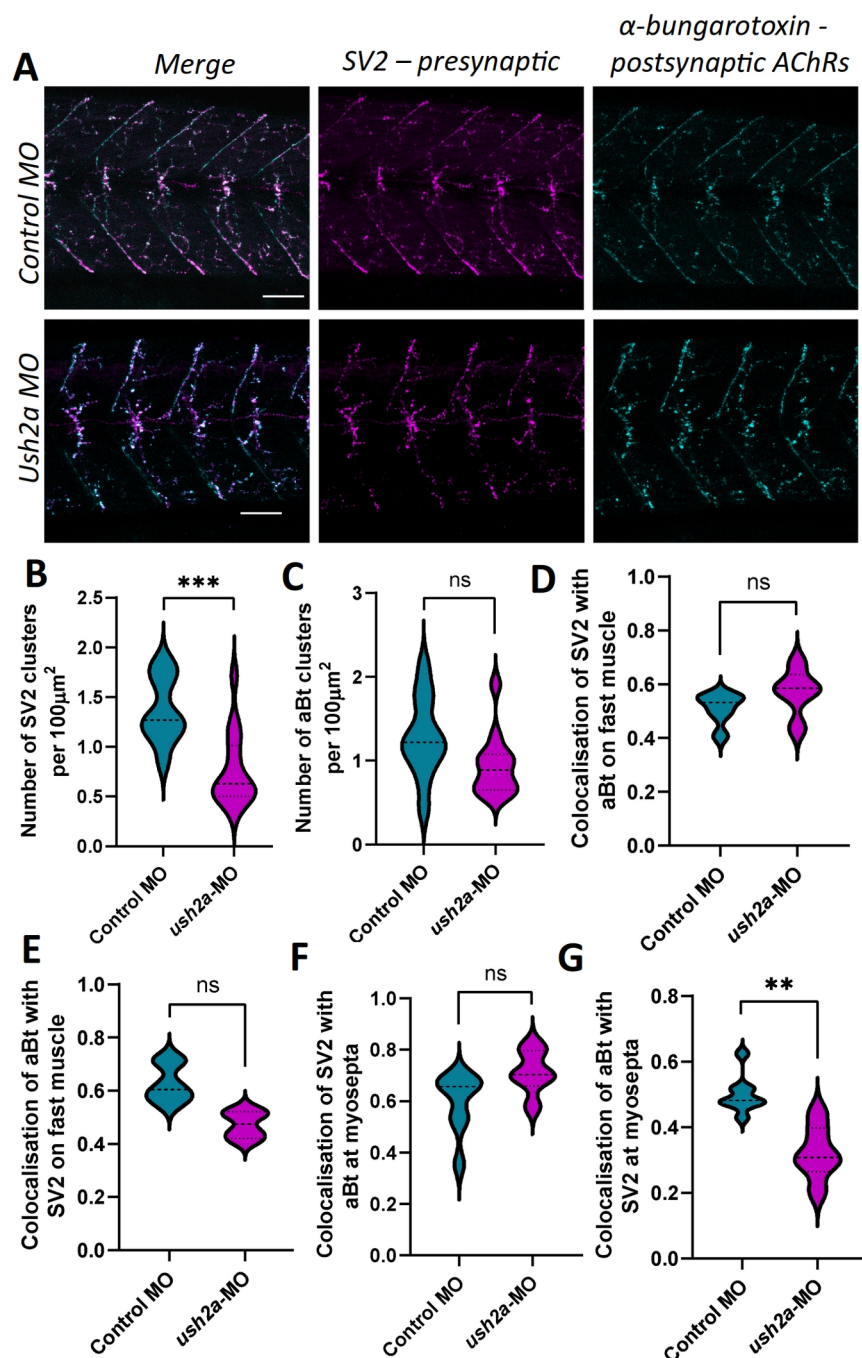 A
Merge
SV2 – presynaptic
α-bungarotoxin -
postsynaptic AChRs
Control MO
Ush2a MO
B
Number of SV2 clusters
per 100μm2
2.5
2.0
1.5
1.0
0.5
0.0
***
Control MO
ush2a-MO
C
Number of aBt clusters
per 100μm2
3
2
1
0
ns
Control MO
ush2a-MO
D
Colocalisation of SV2 with
aBt on fast muscle
1.0
0.8
0.6
0.4
0.2
0.0
ns
Control MO
ush2a-MO
E
Colocalisation of aBt with
SV2 on fast muscle
1.0
0.8
0.6
0.4
0.2
0.0
ns
Control MO
ush2a-MO
F
Colocalisation of SV2 with
aBt at myosepta
1.0
0.8
0.6
0.4
0.2
0.0
ns
Control MO
ush2a-MO
G
Colocalisation of aBt with
SV2 at myosepta
0.8
0.6
0.4
0.2
0.0
**
Control MO
ush2a-MO